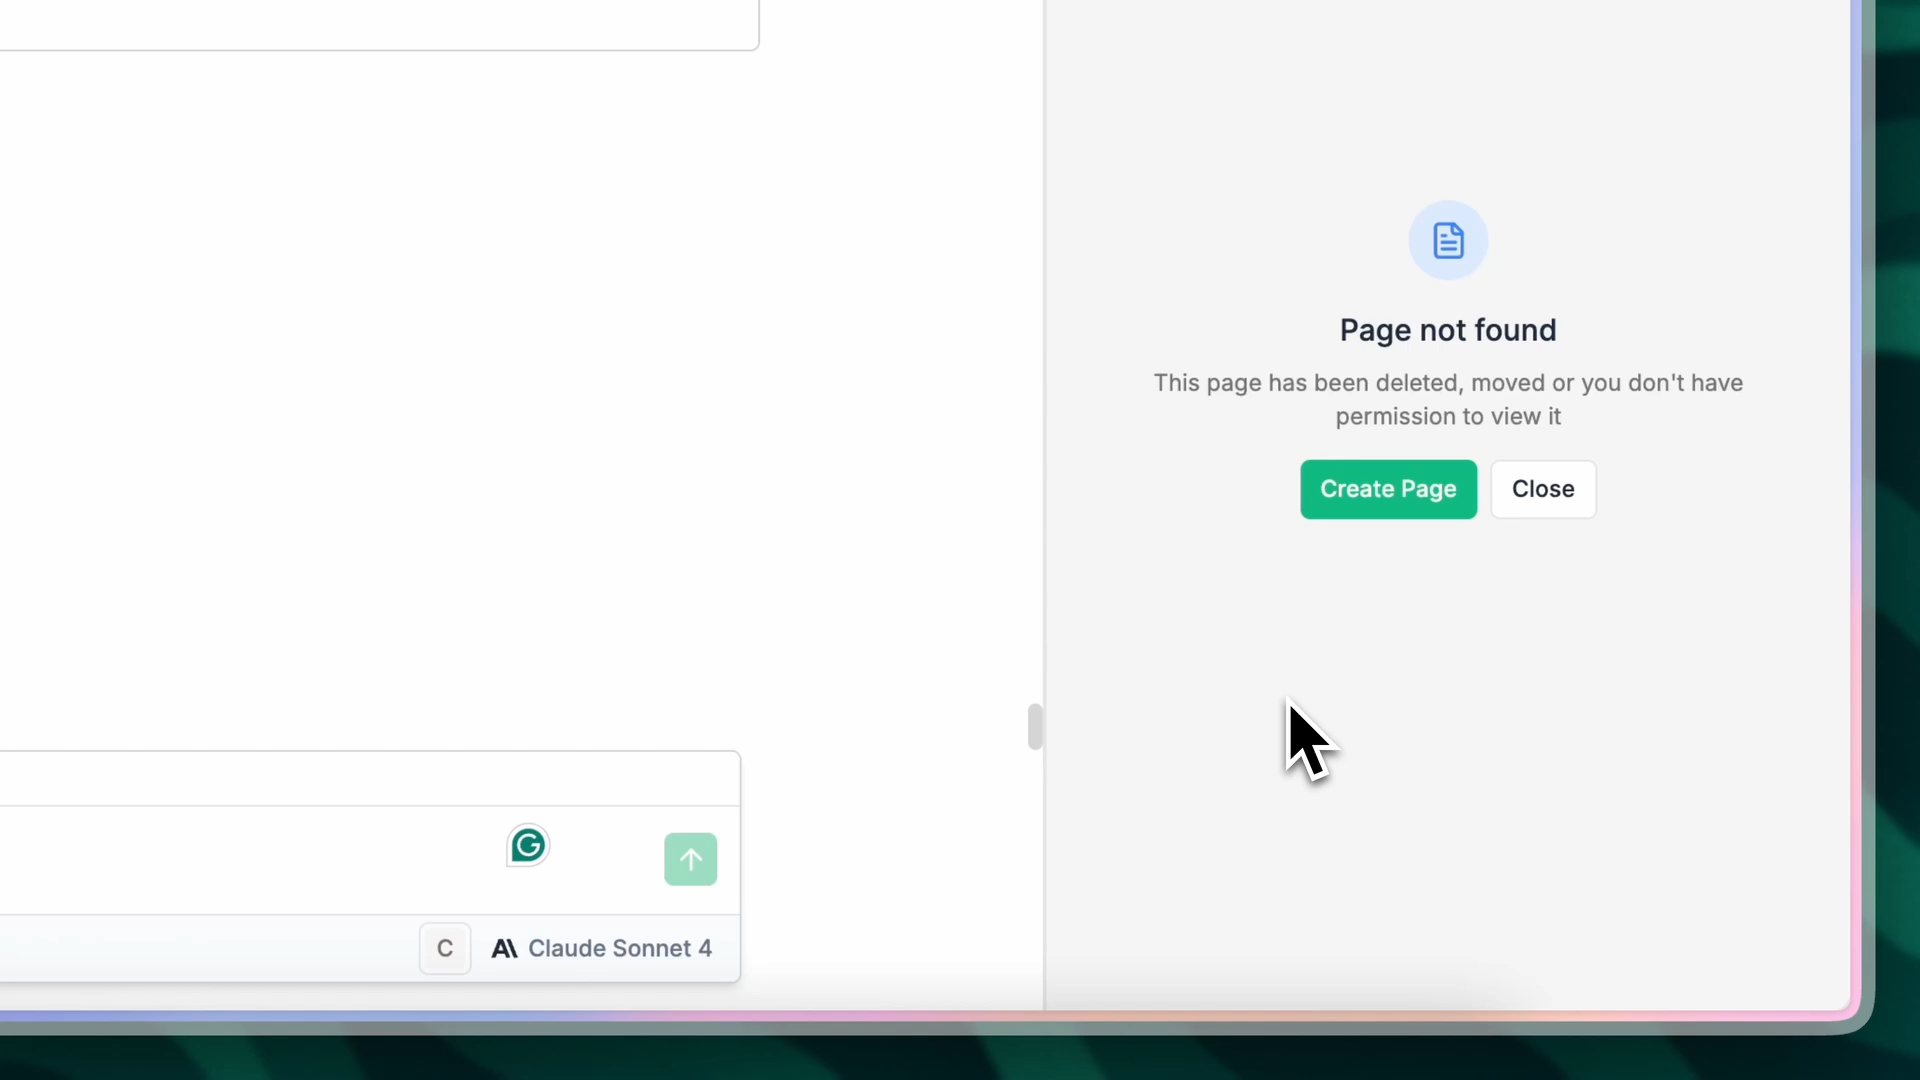 Page not found
This page has been deleted, moved or you don't have
permission to view it
Create Page
Close
C
Claude Sonnet 4